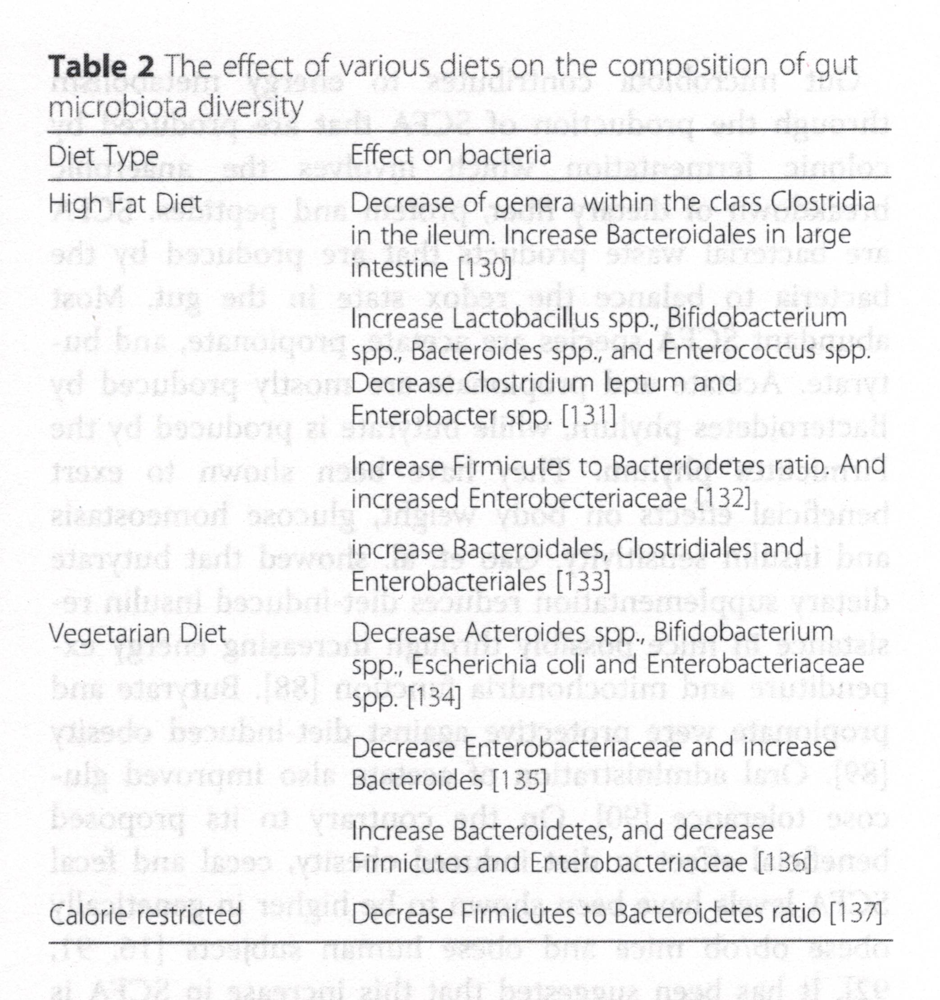 Table 2 The effect of various diets on the composition of gut
microbiota diversity
Diet Type Effect on bacteria
High Fat Diet Decrease of genera within the class Clostridia
in the ileum. Increase Bacteroidales in large
intestine [130]
Increase Lactobacillus spp., Bifidobacterium
spp., Bacteroides spp., and Enterococcus spp.
Decrease Clostridium leptum and
Enterobacter spp. [131]
Increase Firmicutes to Bacteriodetes ratio. And
increased Enterobecteriaceae [132]
increase Bacteroidales, Clostridiales and
Enterobacteriales [133]
Vegetarian Diet Decrease Acteroides spp., Bifidobacterium
spp., Escherichia coli and Enterobacteriaceae
spp. [134]
Decrease Enterobacteriaceae and increase
Bacteroides [135]
Increase Bacteroidetes, and decrease
Firmicutes and Enterobacteriaceae [136]
Calorie restricted Decrease Firmicutes to Bacteroidetes ratio [137]